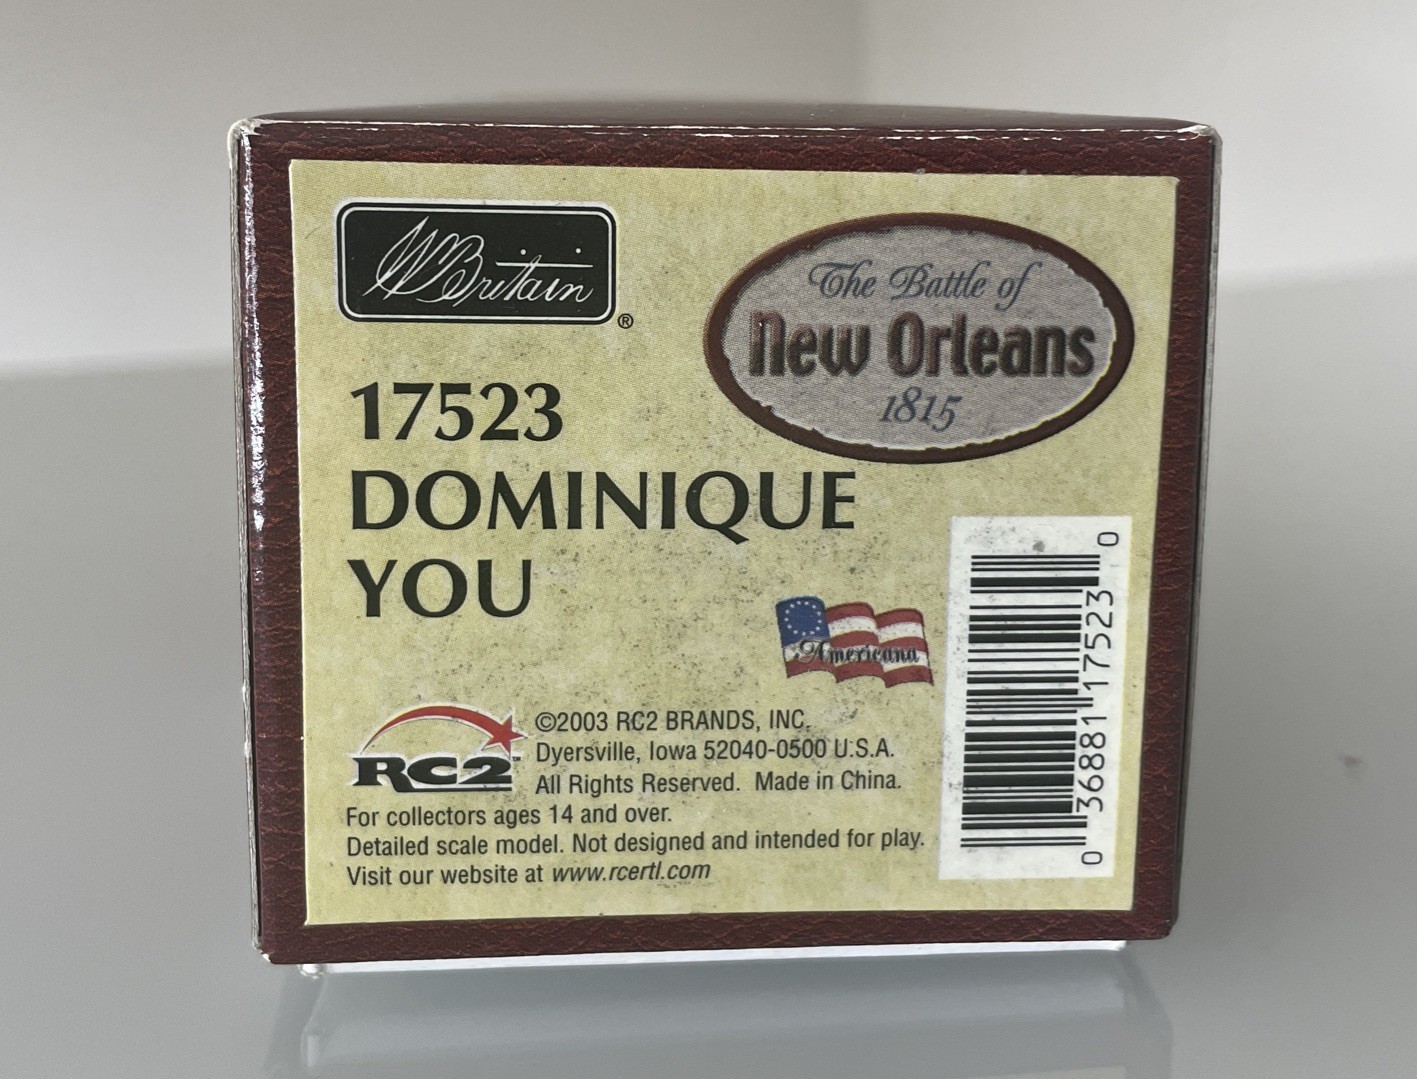 W Britain
®
The Battle of
New Orleans
1815
17523
DOMINIQUE
YOU
Americana
RC2™
©2003 RC2 BRANDS, INC.
Dyersville, Iowa 52040-0500 U.S.A.
All Rights Reserved. Made in China.
For collectors ages 14 and over.
Detailed scale model. Not designed and intended for play.
Visit our website at www.rcertl.com
0 36881 17523 0